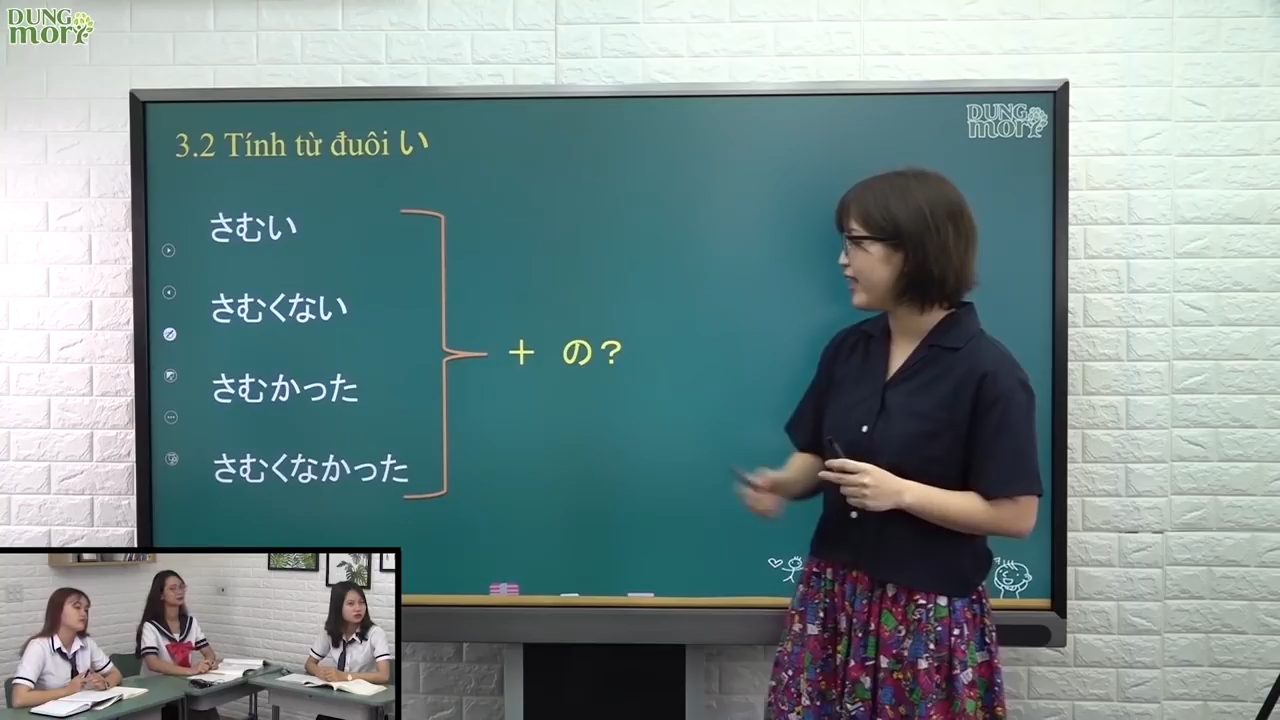 DUNG
mori
DUNG
mori
3.2 Tính từ đuôi い
さむい
さむくない
さむかった
さむくなかった
＋ の？